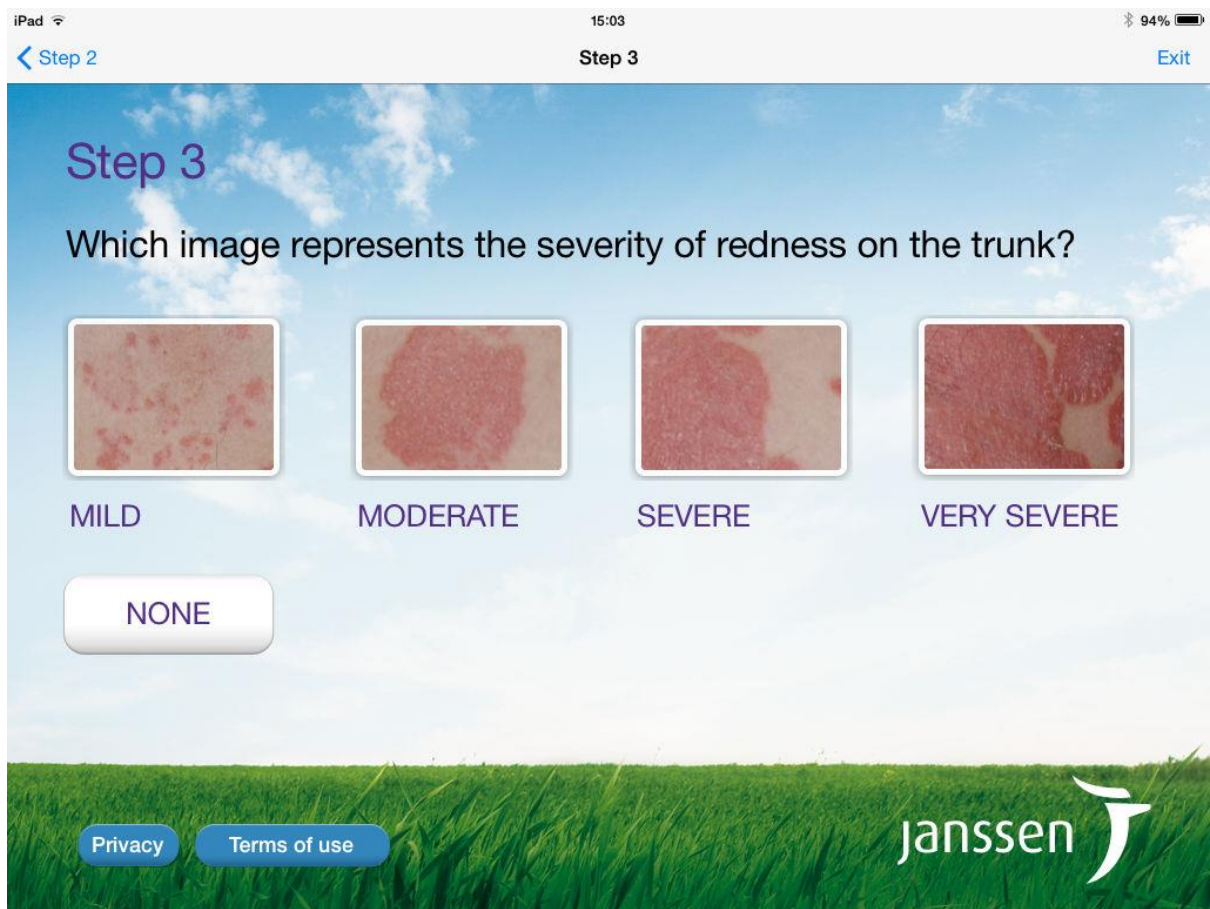 iPad 15:03 94%
Step 2 Step 3 Exit
Step 3
Which image represents the severity of redness on the trunk?
MILD MODERATE SEVERE VERY SEVERE
NONE
Privacy Terms of use janssen